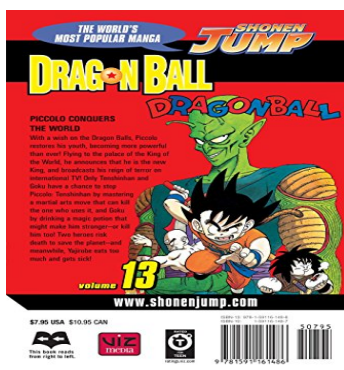 THE WORLD'S
MOST POPULAR MANGA
SHONEN
JUMP
DRAGON BALL
DRAGONBALL
PICCOLO CONQUERS
THE WORLD
With a wish on the Dragon Balls, Piccolo
restores his youth, becoming more powerful
than ever! Flying to the palace of the King of
the World, he announces that he is the new
King, and broadcasts his reign of terror on
international TV! Only Tenshinhan and
Goku have a chance to stop
Piccolo: Tenshinhan by mastering
a martial arts move that can kill
the one who uses it, and Goku
by drinking a magic potion that
might make him stronger—or kill
him too! Two heroes risk
death to save the planet—and
meanwhile, Yajirobe eats too
much and gets sick!
volume 13
www.shonenjump.com
$7.95 USA $10.95 CAN
50795
This book reads
from right to left.
VIZ
media
T
TEEN
9781591161486